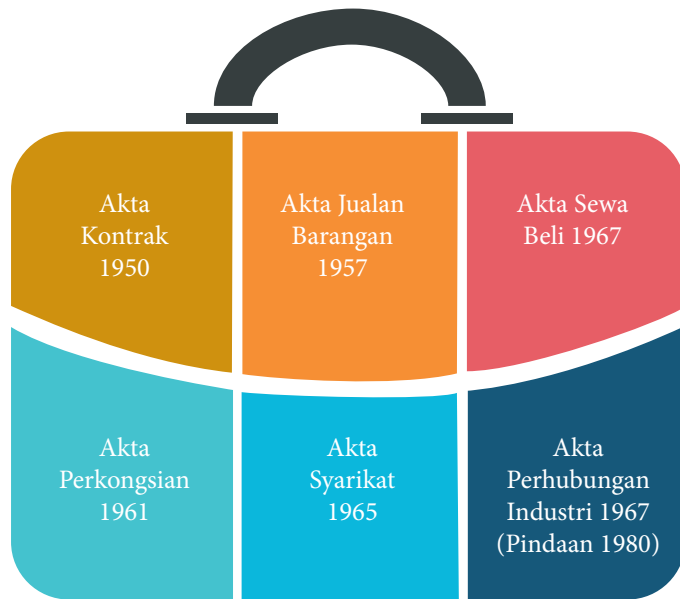 Akta
Kontrak
1950
Akta Jualan
Barangan
1957
Akta Sewa
Beli 1967
Akta
Perkongsian
1961
Akta
Syarikat
1965
Akta
Perhubungan
Industri 1967
(Pindaan 1980)